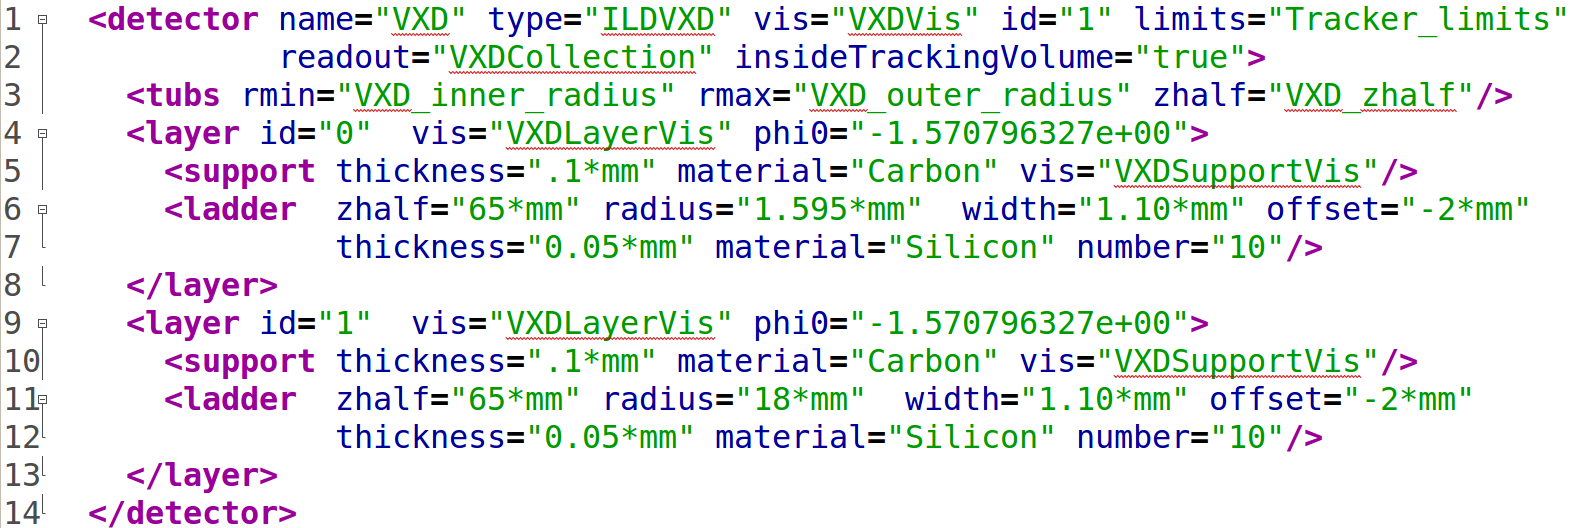 1 <detector name="VXD" type="ILDVXD" vis="VXDVis" id="1" limits="Tracker_limits"
2 readout="VXDCollection" insideTrackingVolume="true">
3 <tubs rmin="VXD_inner_radius" rmax="VXD_outer_radius" zhalf="VXD_zhalf"/>
4 <layer id="0"  vis="VXDLayerVis" phi0="-1.570796327e+00">
5 <support thickness=".1*mm" material="Carbon" vis="VXDSupportVis"/>
6 <ladder  zhalf="65*mm" radius="1.595*mm"  width="1.10*mm" offset="-2*mm"
7 thickness="0.05*mm" material="Silicon" number="10"/>
8 </layer>
9 <layer id="1"  vis="VXDLayerVis" phi0="-1.570796327e+00">
10 <support thickness=".1*mm" material="Carbon" vis="VXDSupportVis"/>
11 <ladder  zhalf="65*mm" radius="18*mm"  width="1.10*mm" offset="-2*mm"
12 thickness="0.05*mm" material="Silicon" number="10"/>
13 </layer>
14 </detector>